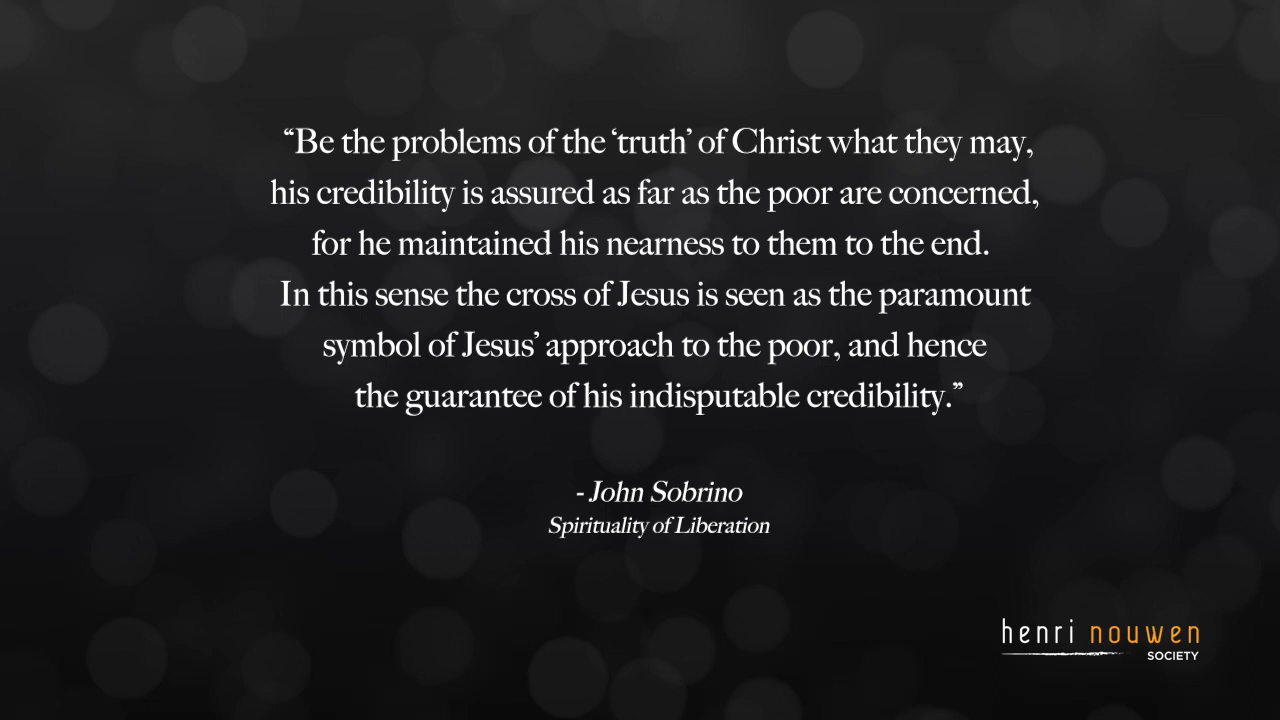 “Be the problems of the ‘truth’ of Christ what they may,
his credibility is assured as far as the poor are concerned,
for he maintained his nearness to them to the end.
In this sense the cross of Jesus is seen as the paramount
symbol of Jesus’ approach to the poor, and hence
the guarantee of his indisputable credibility.”
- John Sobrino
Spirituality of Liberation
henri nouwen
SOCIETY